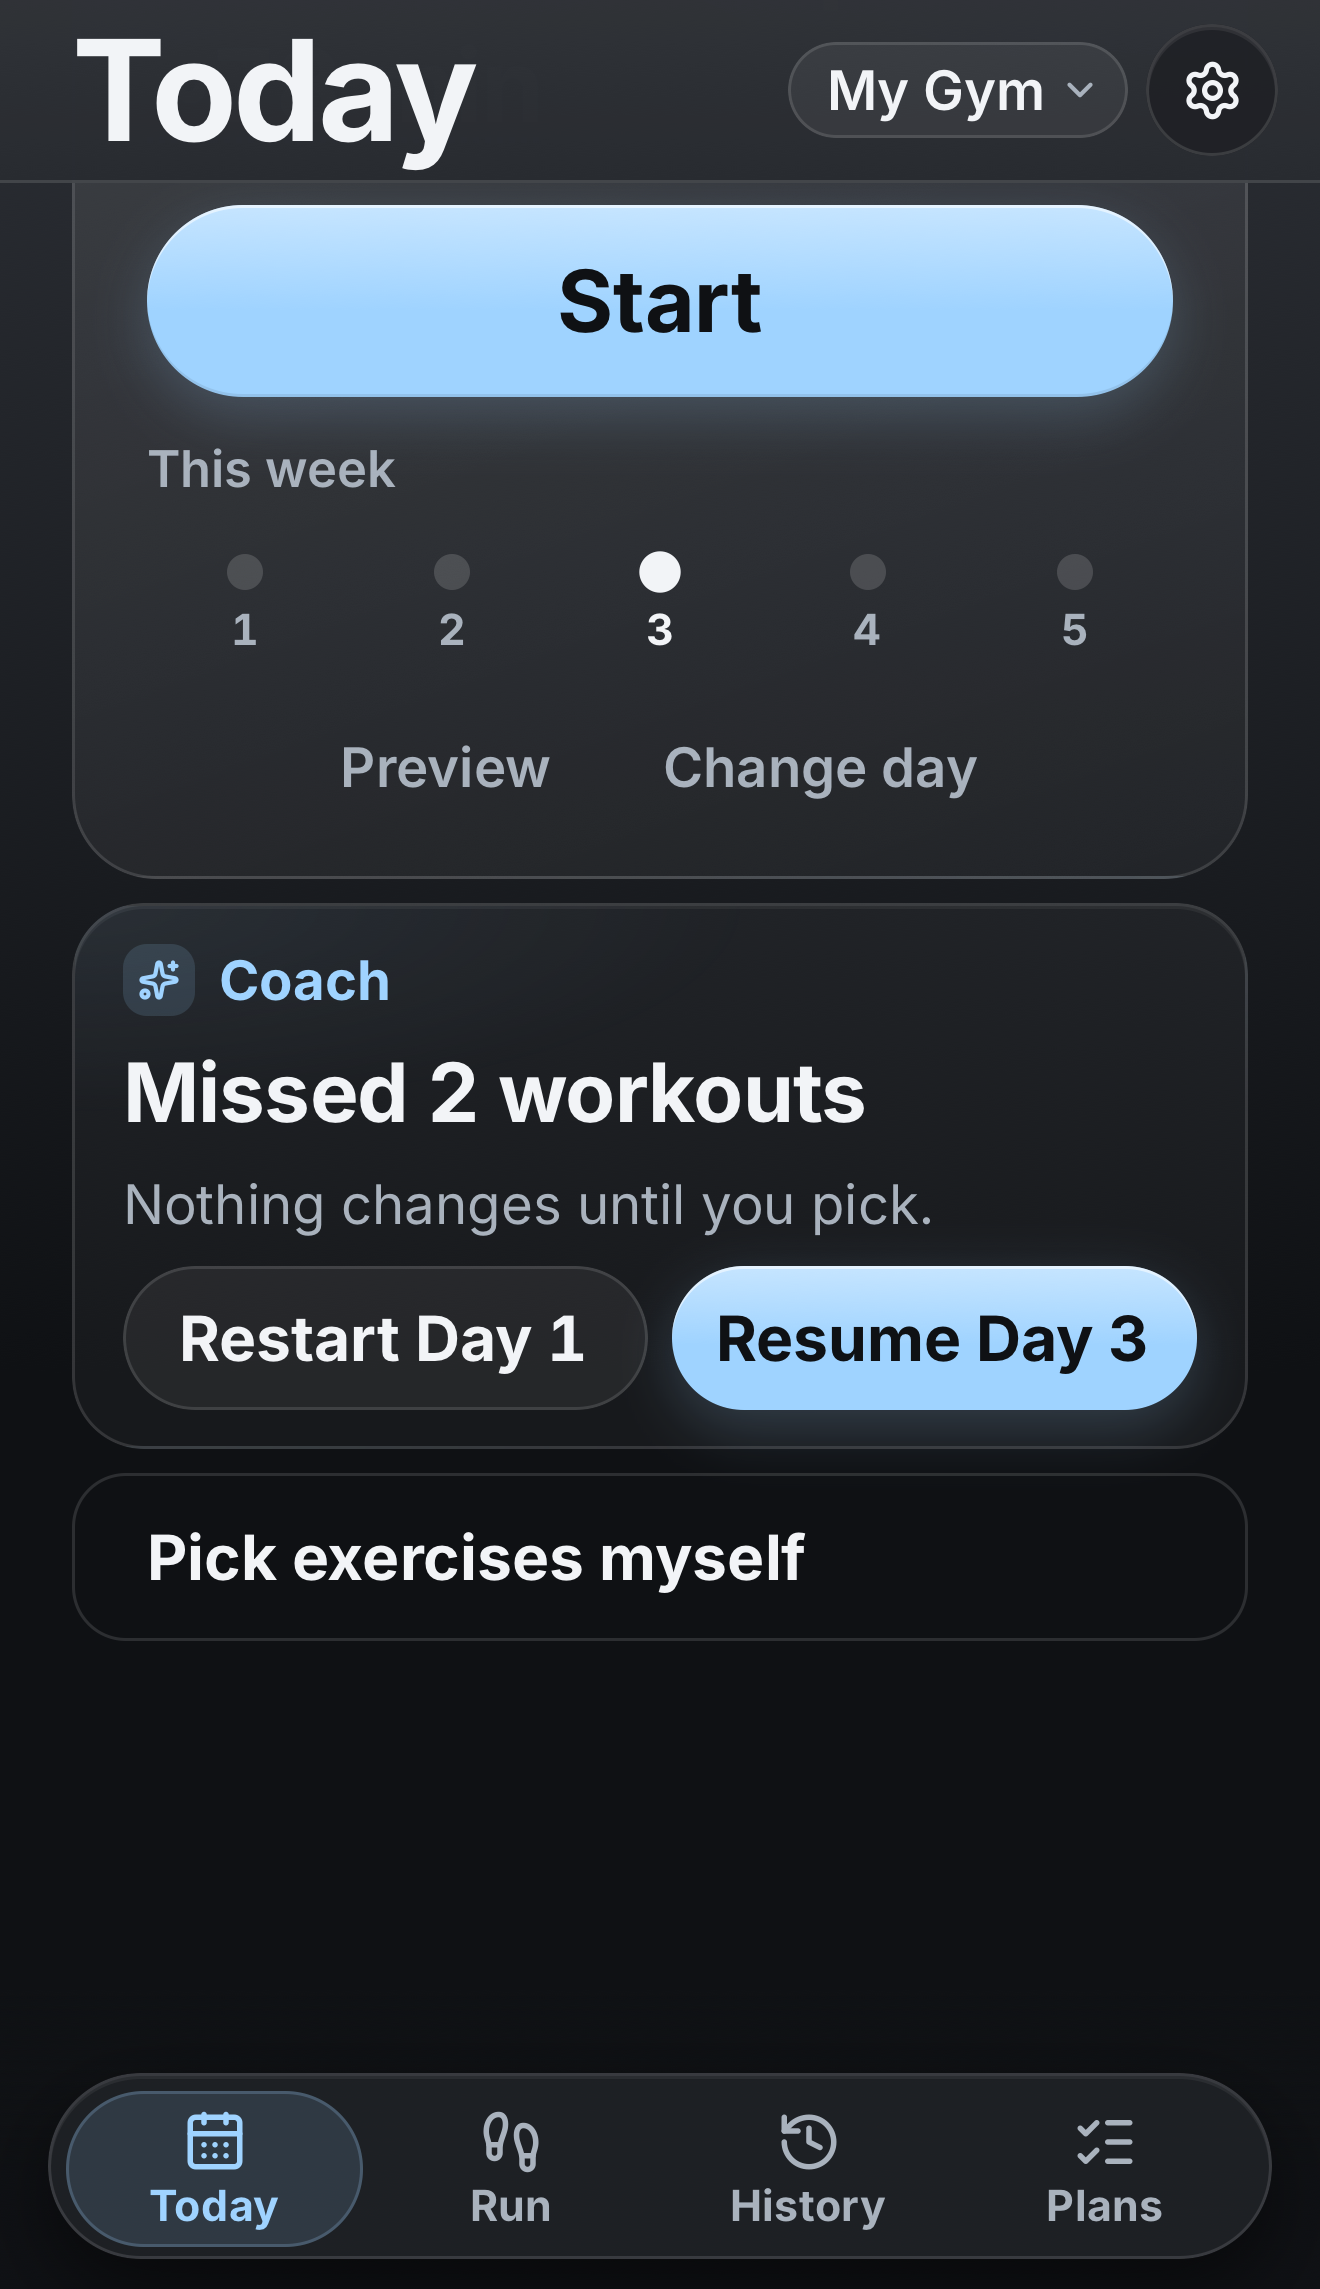 Today
My Gym
Start
This week
1 2 3 4 5
Preview Change day
Coach
Missed 2 workouts
Nothing changes until you pick.
Restart Day 1 Resume Day 3
Pick exercises myself
Today Run History Plans